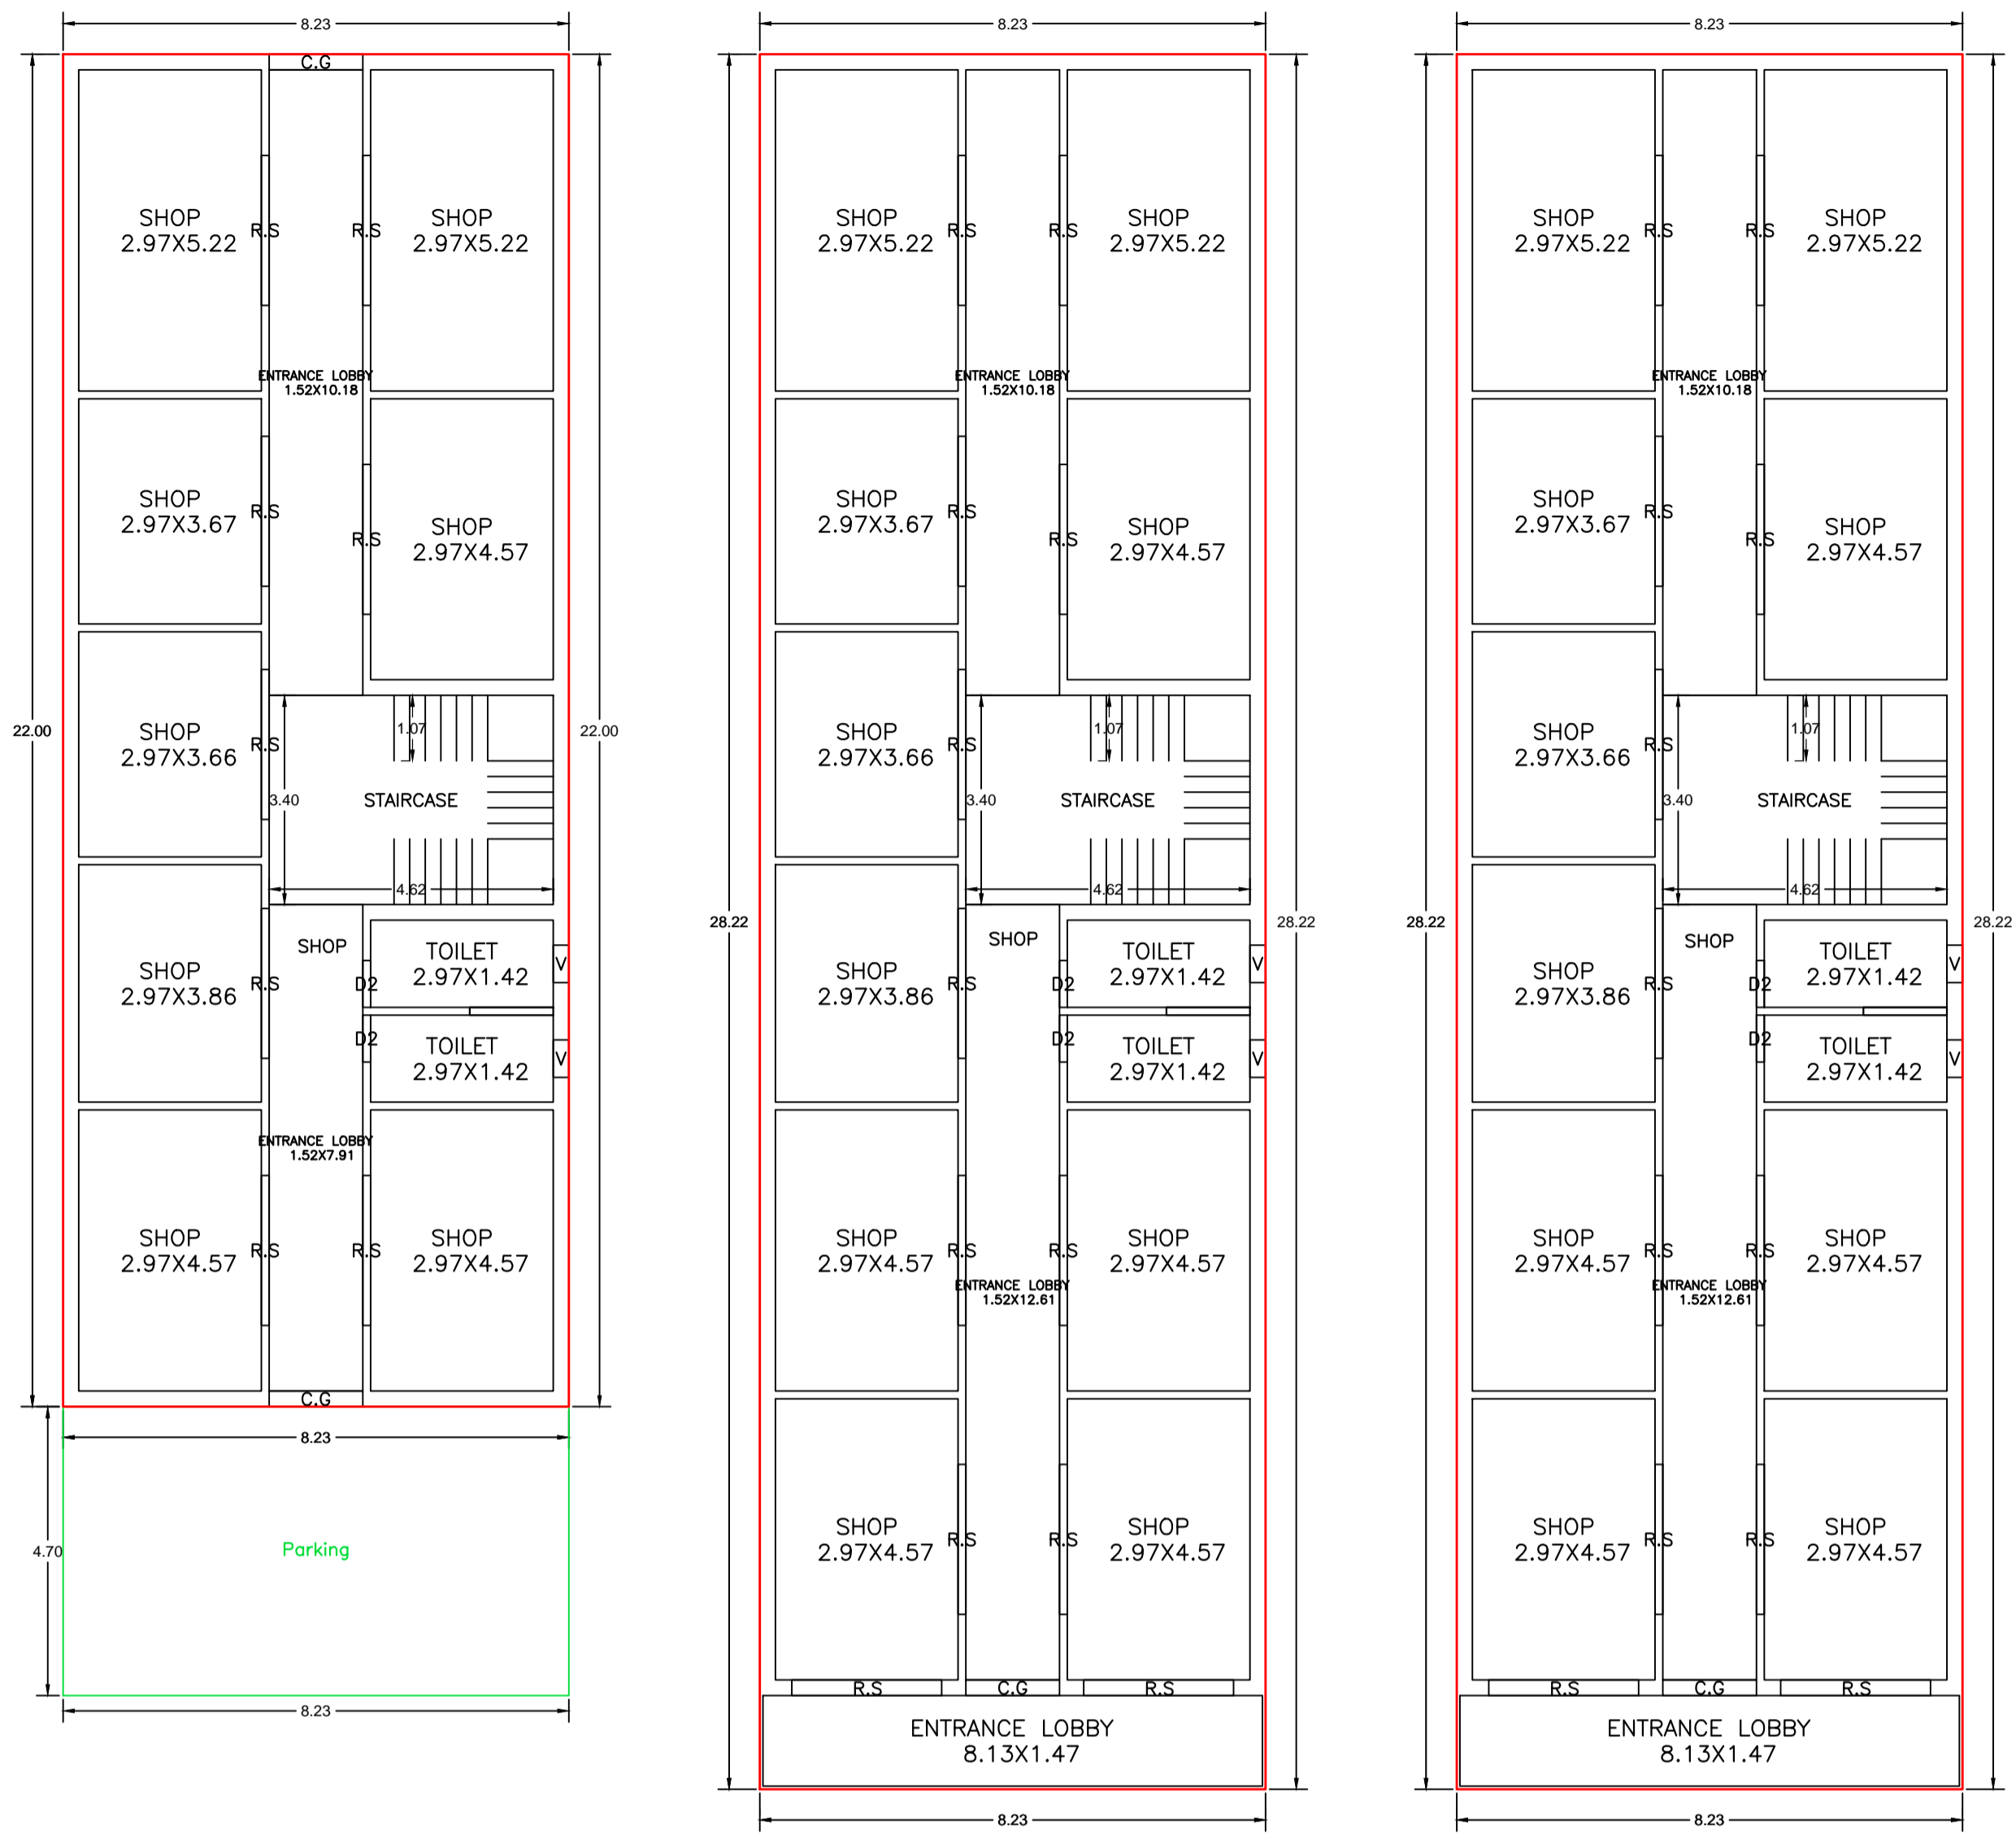 8.23
C.G
SHOP
2.97X5.22
R.S
R.S
SHOP
2.97X5.22
ENTRANCE LOBBY
1.52X10.18
SHOP
2.97X3.67
R.S
R.S
SHOP
2.97X4.57
22.00
SHOP
2.97X3.66
R.S
1.07
22.00
3.40
STAIRCASE
4.62
SHOP
TOILET
2.97X1.42
V
SHOP
2.97X3.86
R.S
D2
D2
TOILET
2.97X1.42
V
ENTRANCE LOBBY
1.52X7.91
SHOP
2.97X4.57
R.S
R.S
SHOP
2.97X4.57
C.G
8.23
4.70
Parking
8.23
8.23
SHOP
2.97X5.22
R.S
R.S
SHOP
2.97X5.22
ENTRANCE LOBBY
1.52X10.18
SHOP
2.97X3.67
R.S
R.S
SHOP
2.97X4.57
SHOP
2.97X3.66
R.S
1.07
3.40
STAIRCASE
4.62
28.22
28.22
SHOP
TOILET
2.97X1.42
V
SHOP
2.97X3.86
R.S
D2
D2
TOILET
2.97X1.42
V
SHOP
2.97X4.57
R.S
R.S
SHOP
2.97X4.57
ENTRANCE LOBBY
1.52X12.61
SHOP
2.97X4.57
R.S
R.S
SHOP
2.97X4.57
R.S
C.G
R.S
ENTRANCE LOBBY
8.13X1.47
8.23
8.23
SHOP
2.97X5.22
R.S
R.S
SHOP
2.97X5.22
ENTRANCE LOBBY
1.52X10.18
SHOP
2.97X3.67
R.S
R.S
SHOP
2.97X4.57
SHOP
2.97X3.66
R.S
1.07
3.40
STAIRCASE
4.62
28.22
28.22
SHOP
TOILET
2.97X1.42
V
SHOP
2.97X3.86
R.S
D2
D2
TOILET
2.97X1.42
V
SHOP
2.97X4.57
R.S
R.S
SHOP
2.97X4.57
ENTRANCE LOBBY
1.52X12.61
SHOP
2.97X4.57
R.S
R.S
SHOP
2.97X4.57
R.S
C.G
R.S
ENTRANCE LOBBY
8.13X1.47
8.23